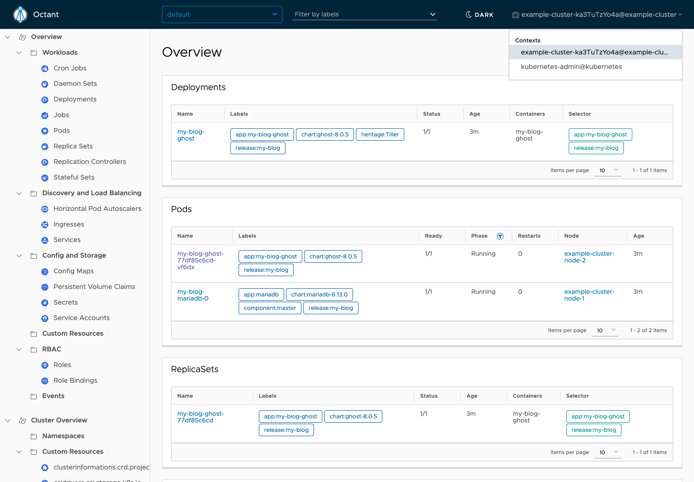 Octant
default
Filter by labels
DARK
example-cluster-ka3TuTzYo4a@example-cluster
Contexts
example-cluster-ka3TuTzYo4a@example-clu...
kubernetes-admin@kubernetes
Overview
Workloads
Cron Jobs
Daemon Sets
Deployments
Jobs
Pods
Replica Sets
Replication Controllers
Stateful Sets
Discovery and Load Balancing
Horizontal Pod Autoscalers
Ingresses
Services
Config and Storage
Config Maps
Persistent Volume Claims
Secrets
Service Accounts
Custom Resources
RBAC
Roles
Role Bindings
Events
Cluster Overview
Namespaces
Custom Resources
clusterinformations.crd.projec
Overview
Deployments
Name Labels Status Age Containers Selector
my-blog-ghost app:my-blog-ghost chart:ghost-8.0.5 heritage:Tiller release:my-blog 1/1 3m my-blog-ghost app:my-blog-ghost release:my-blog
Items per page 10 1 - 1 of 1 items
Pods
Name Labels Ready Phase Restarts Node Age
my-blog-ghost-77df85c6cd-vf6dx app:my-blog-ghost chart:ghost-8.0.5 release:my-blog 1/1 Running 0 example-cluster-node-2 3m
my-blog-mariadb-0 app:mariadb chart:mariadb-6.13.0 component:master release:my-blog 1/1 Running 0 example-cluster-node-1 3m
Items per page 10 1 - 2 of 2 items
ReplicaSets
Name Labels Status Age Containers Selector
my-blog-ghost-77df85c6cd app:my-blog-ghost chart:ghost-8.0.5 release:my-blog 1/1 3m my-blog-ghost app:my-blog-ghost release:my-blog
Items per page 10 1 - 1 of 1 items